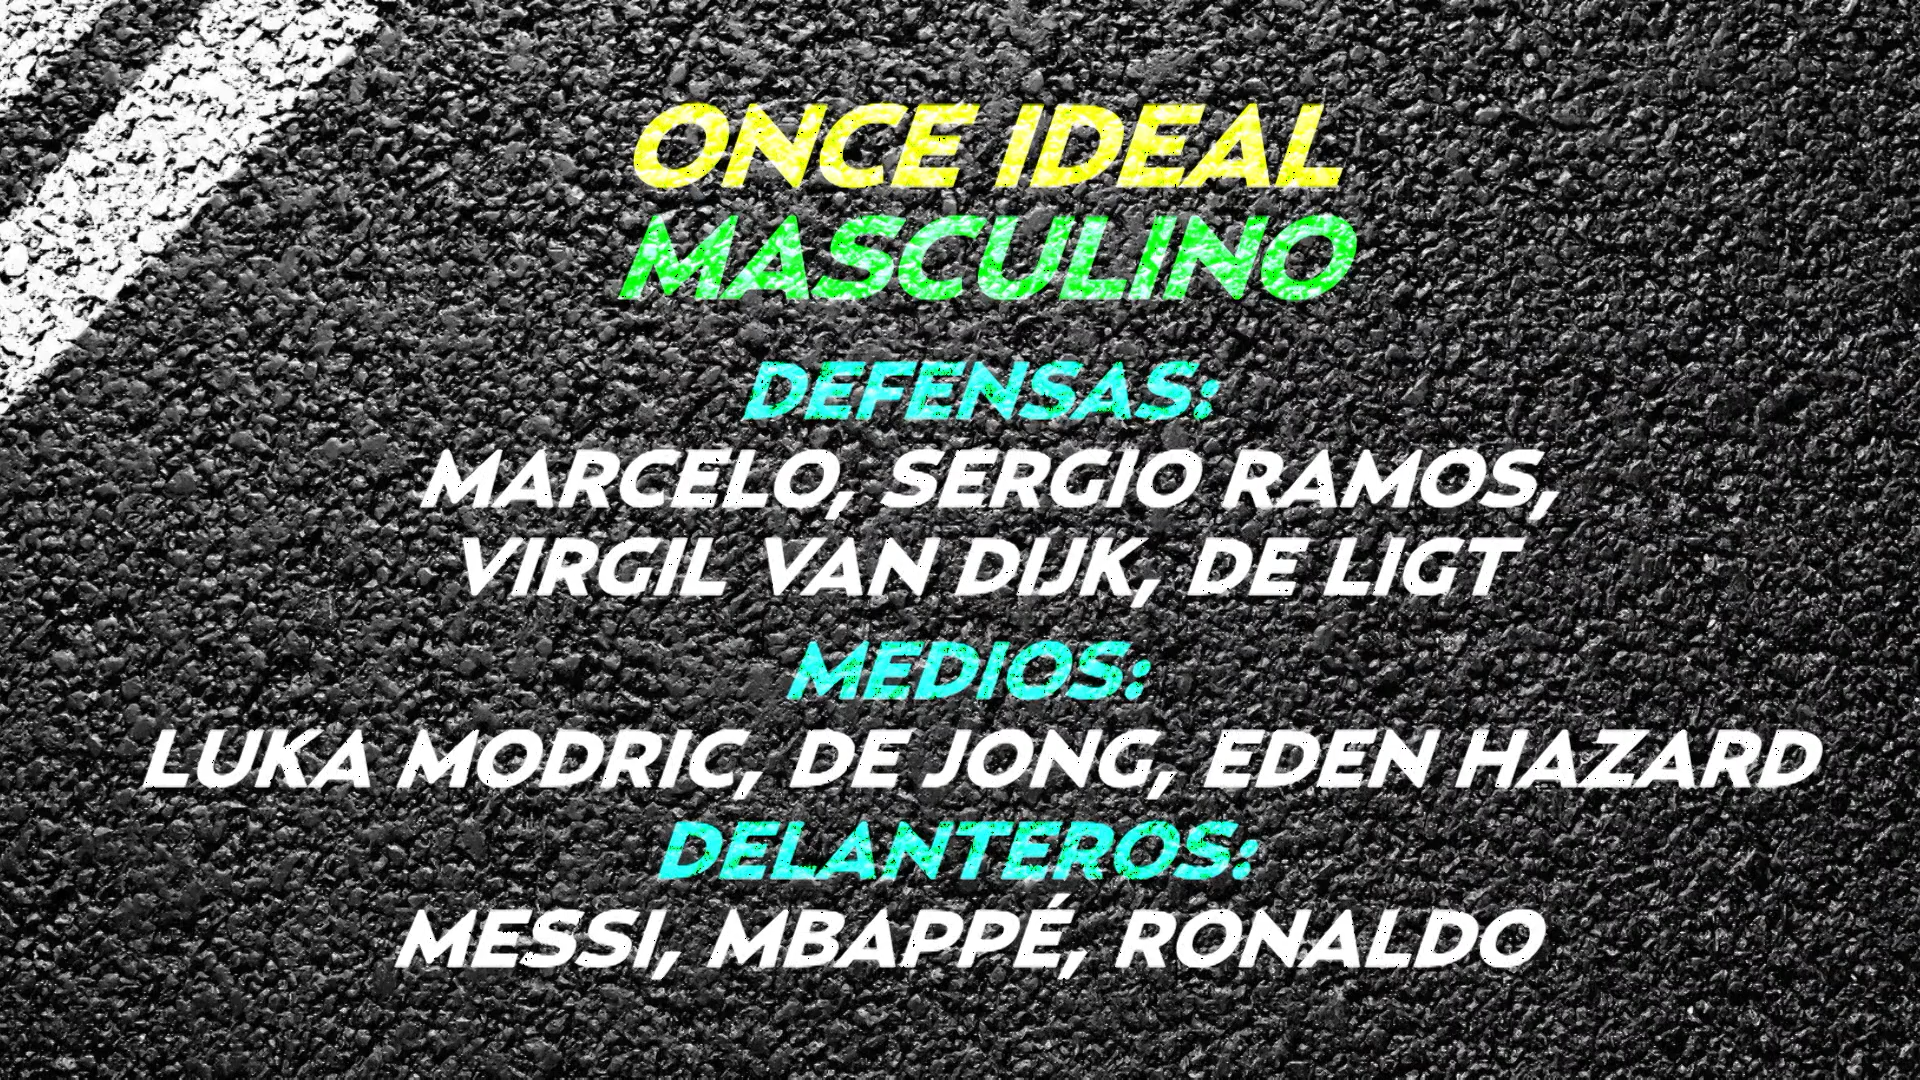 ONCE IDEAL
MASCULINO
DEFENSAS:
MARCELO, SERGIO RAMOS,
VIRGIL VAN DIJK, DE LIGT
MEDIOS:
LUKA MODRIC, DE JONG, EDEN HAZARD
DELANTEROS:
MESSI, MBAPPÉ, RONALDO